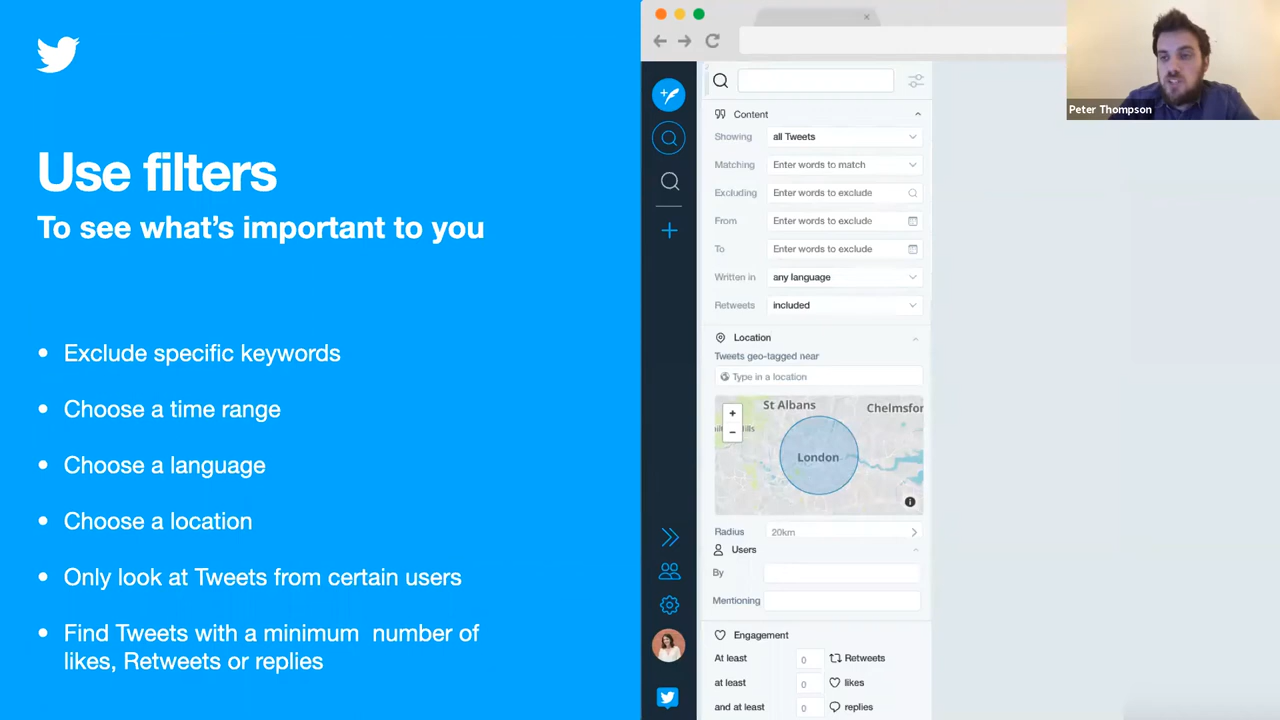 Use filters
To see what's important to you
• Exclude specific keywords
• Choose a time range
• Choose a language
• Choose a location
• Only look at Tweets from certain users
• Find Tweets with a minimum number of
likes, Retweets or replies
Content
Showing all Tweets
Matching Enter words to match
Excluding Enter words to exclude
From Enter words to exclude
To Enter words to exclude
Written in any language
Retweets included
Location
Tweets geo-tagged near
Type in a location
+
−
St Albans
Chelmsfor
London
Radius 20km
Users
By
Mentioning
Engagement
At least 0 Retweets
at least 0 likes
and at least 0 replies
Peter Thompson